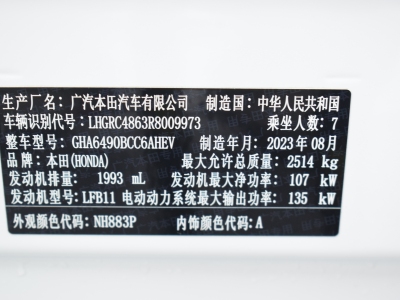 生产厂名：广汽本田汽车有限公司 制造国：中华人民共和国
车辆识别代号：LHGRC4863R8009973 乘坐人数：7
整车型号：GHA6490BCC6AHEV 制造年月：2023年08月
品牌：本田(HONDA) 最大允许总质量：2514 kg
发动机排量：1993 mL 发动机最大净功率：107 kW
发动机型号：LFB11 电动动力系统最大输出功率：135 kW
外观颜色代码：NH883P 内饰颜色代码：A